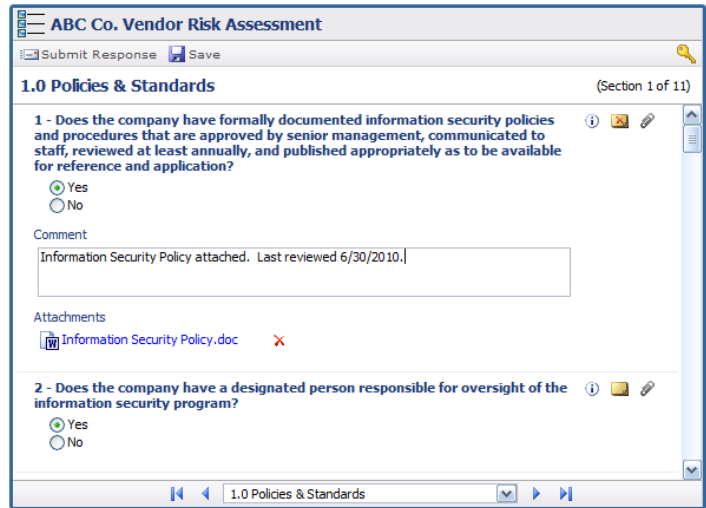 ABC Co. Vendor Risk Assessment
Submit Response Save
1.0 Policies & Standards (Section 1 of 11)
1 - Does the company have formally documented information security policies
and procedures that are approved by senior management, communicated to
staff, reviewed at least annually, and published appropriately as to be available
for reference and application?
Yes
No
Comment
Information Security Policy attached. Last reviewed 6/30/2010.
Attachments
Information Security Policy.doc
2 - Does the company have a designated person responsible for oversight of the
information security program?
Yes
No
1.0 Policies & Standards